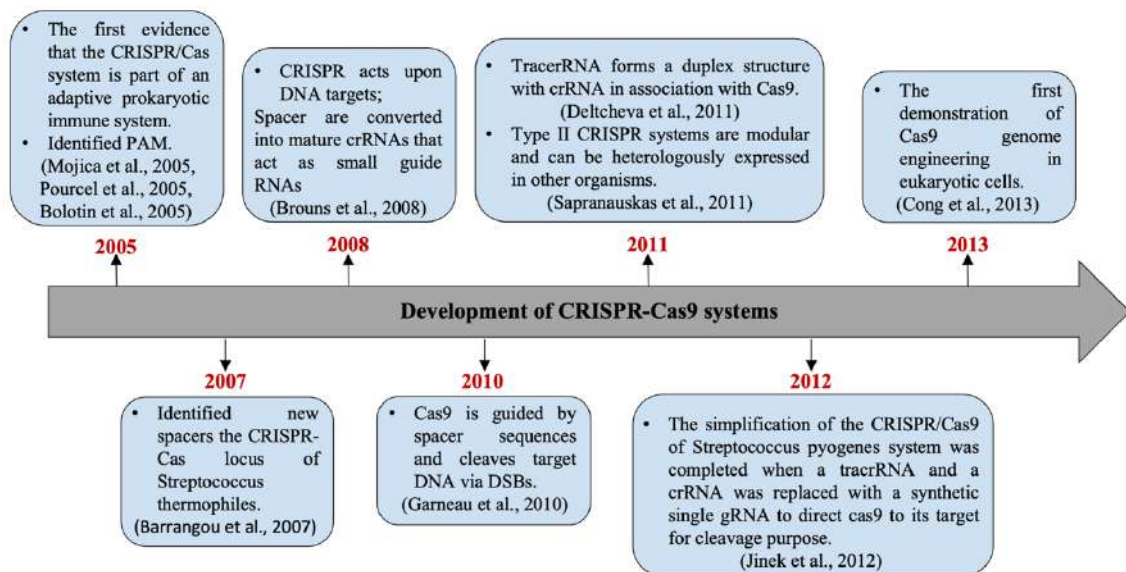 • The first evidence
that the CRISPR/Cas
system is part of an
adaptive prokaryotic
immune system.
• Identified PAM.
(Mojica et al., 2005,
Pourcel et al., 2005,
Bolotin et al., 2005)
2005
• CRISPR acts upon
DNA targets;
Spacer are converted
into mature crRNAs that
act as small guide
RNAs
(Brouns et al., 2008)
2008
• TracerRNA forms a duplex structure
with crRNA in association with Cas9.
(Deltcheva et al., 2011)
• Type II CRISPR systems are modular
and can be heterologously expressed
in other organisms.
(Sapranauskas et al., 2011)
2011
• The first
demonstration of
Cas9 genome
engineering in
eukaryotic cells.
(Cong et al., 2013)
2013
Development of CRISPR-Cas9 systems
2007
• Identified new
spacers the CRISPR-
Cas locus of
Streptococcus
thermophiles.
(Barrangou et al., 2007)
2010
• Cas9 is guided by
spacer sequences
and cleaves target
DNA via DSBs.
(Garneau et al., 2010)
2012
• The simplification of the CRISPR/Cas9
of Streptococcus pyogenes system was
completed when a tracrRNA and a
crRNA was replaced with a synthetic
single gRNA to direct cas9 to its target
for cleavage purpose.
(Jinek et al., 2012)